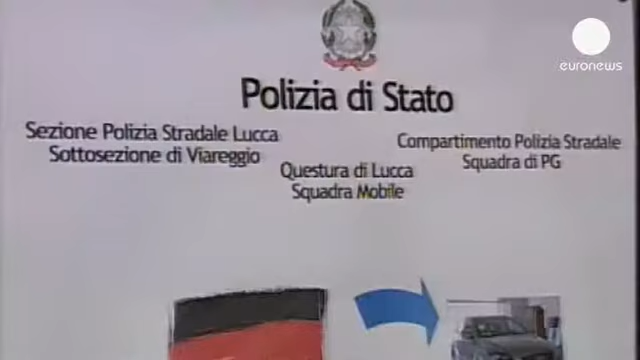 euronews
Polizia di Stato
Sezione Polizia Stradale Lucca
Sottosezione di Viareggio
Compartimento Polizia Stradale
Squadra di PG
Questura di Lucca
Squadra Mobile